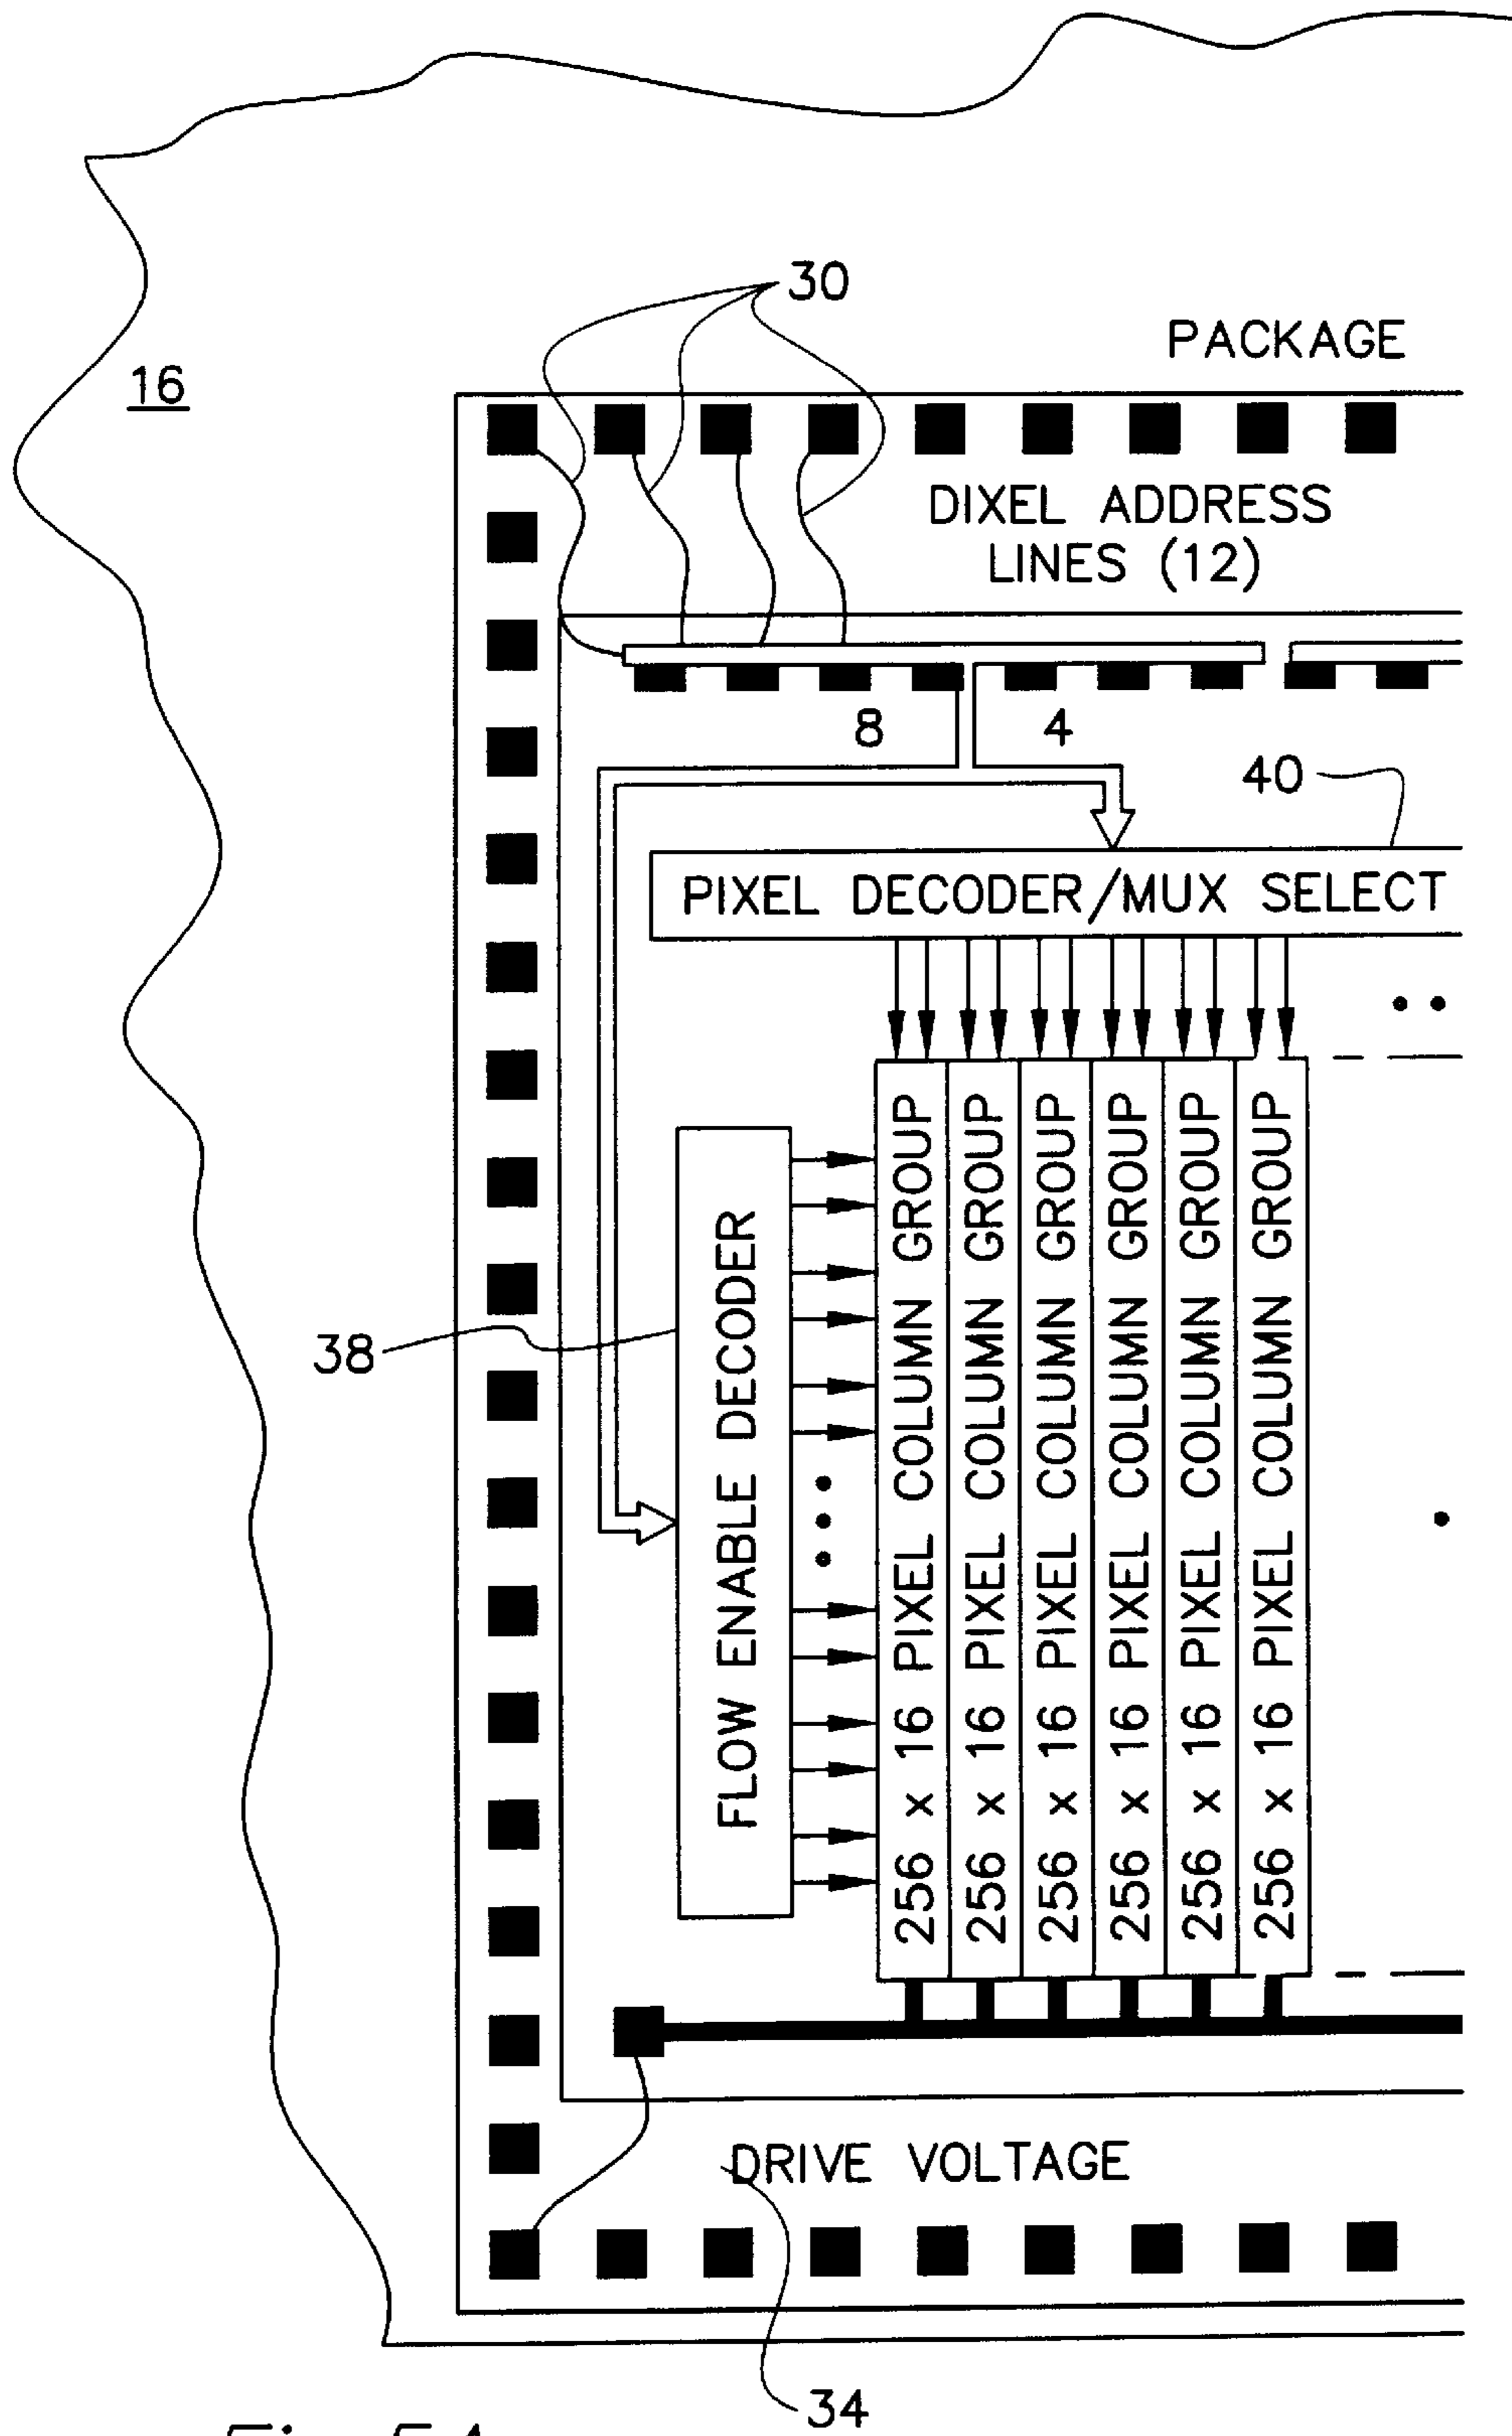 30
PACKAGE
16
DIXEL ADDRESS
LINES (12)
8
4
40
PIXEL DECODER/MUX SELECT
FLOW ENABLE DECODER
38
256 x 16 PIXEL COLUMN GROUP
256 x 16 PIXEL COLUMN GROUP
256 x 16 PIXEL COLUMN GROUP
256 x 16 PIXEL COLUMN GROUP
256 x 16 PIXEL COLUMN GROUP
256 x 16 PIXEL COLUMN GROUP
DRIVE VOLTAGE
34